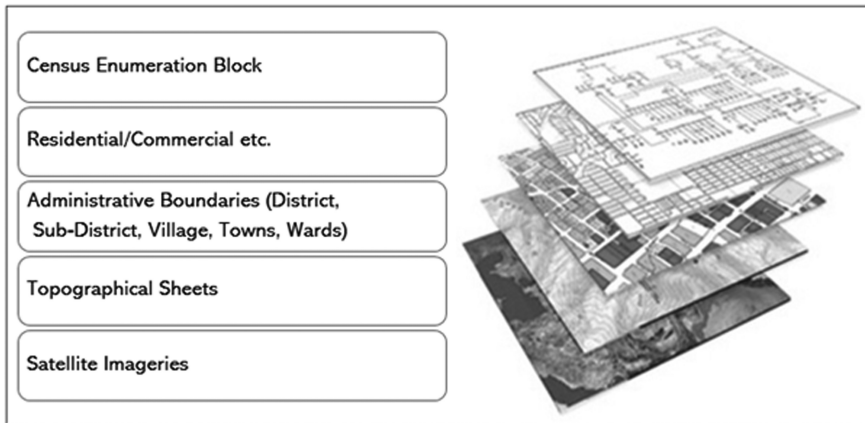 Census Enumeration Block
Residential/Commercial etc.
Administrative Boundaries (District,
Sub-District, Village, Towns, Wards)
Topographical Sheets
Satellite Imageries